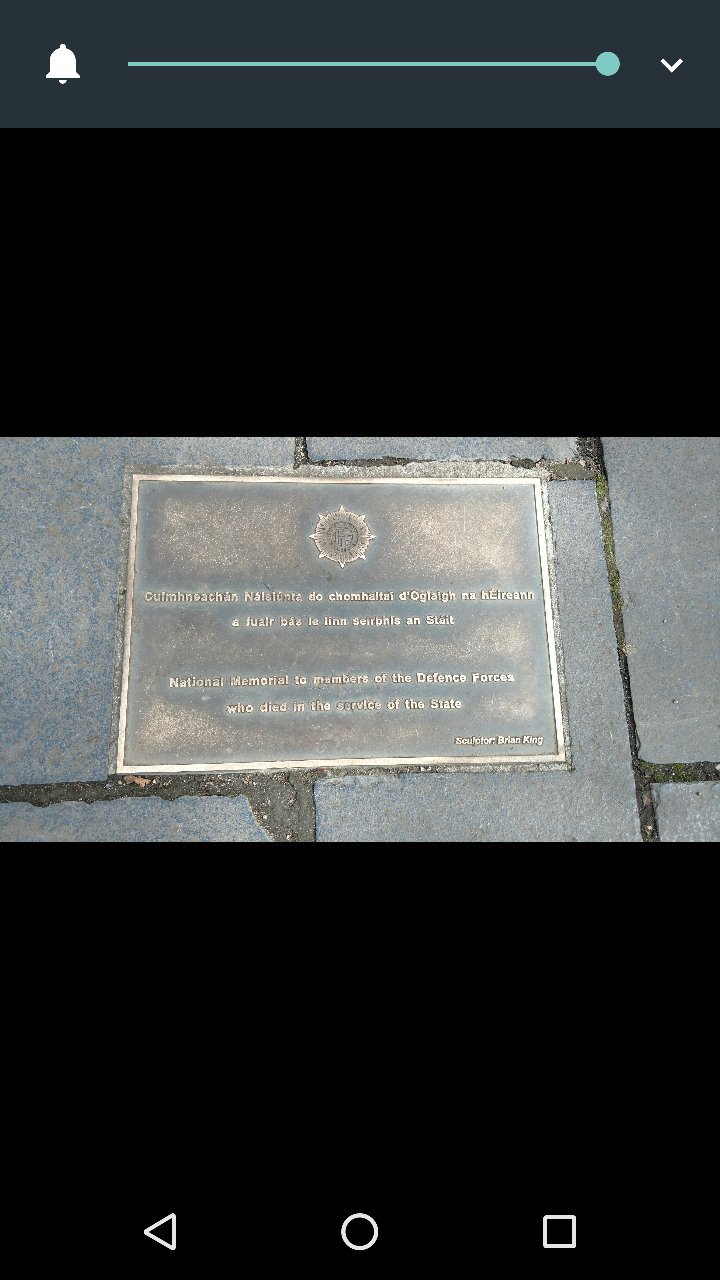 Cuimhneachán Náisiúnta do chomhaltaí d'Óglaigh na hÉireann
a fuair bás le linn seirbhís an Stáit
National Memorial to members of the Defence Forces
who died in the service of the State
Sculptor: Brian King